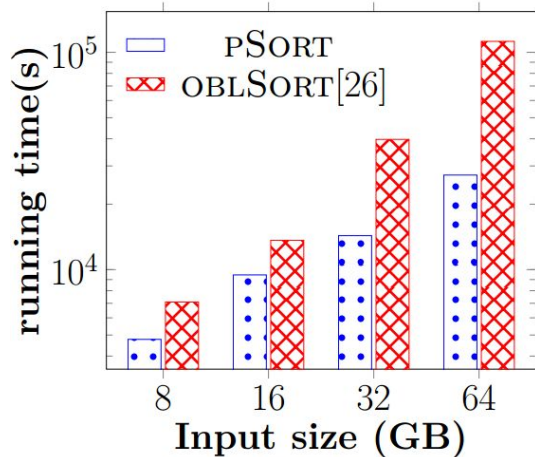 running time(s)
10^5
10^4
PSORT
OBLSORT[26]
8 16 32 64
Input size (GB)